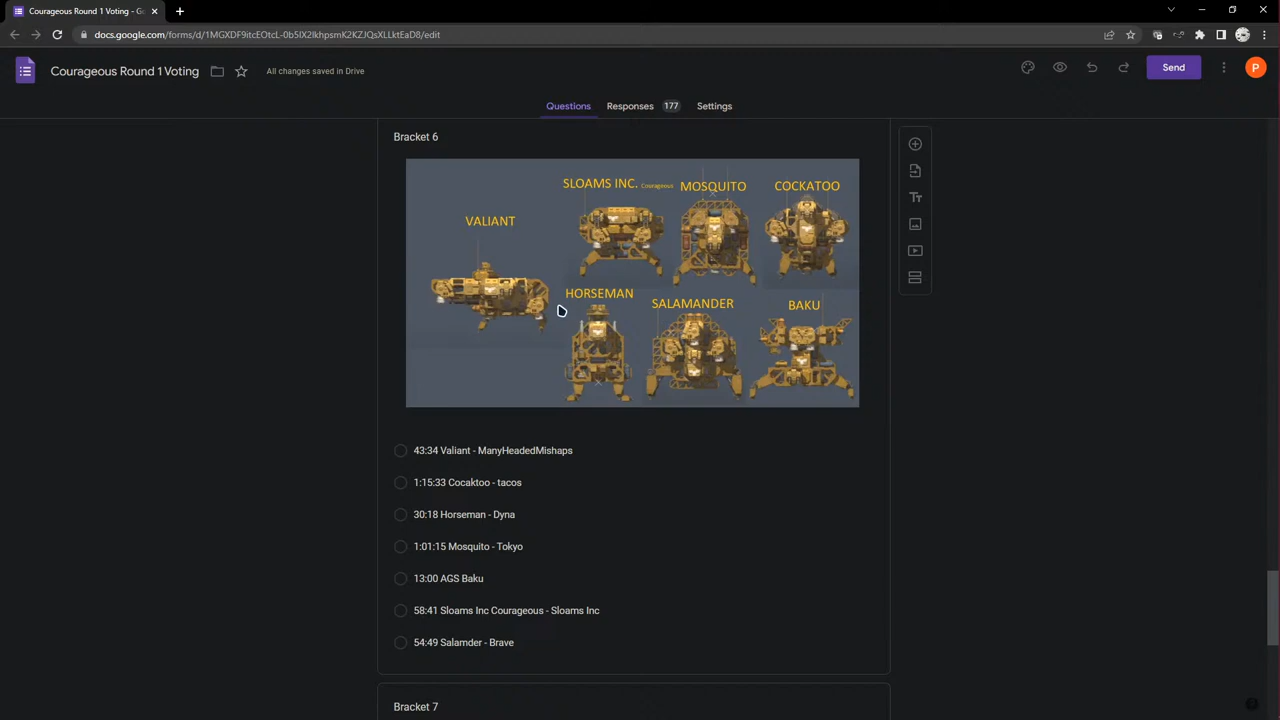 Courageous Round 1 Voting - Go
docs.google.com/forms/d/1MGXDF9itcEOtcL-0b5IX2IkhpsmK2KZJQsXLLktEaD8/edit
Courageous Round 1 Voting
All changes saved in Drive
Send
P
Questions
Responses 177
Settings
Bracket 6
SLOAMS INC. Courageous
MOSQUITO
COCKATOO
VALIANT
HORSEMAN
SALAMANDER
BAKU
43:34 Valiant - ManyHeadedMishaps
1:15:33 Cocaktoo - tacos
30:18 Horseman - Dyna
1:01:15 Mosquito - Tokyo
13:00 AGS Baku
58:41 Sloams Inc Courageous - Sloams Inc
54:49 Salamder - Brave
Bracket 7